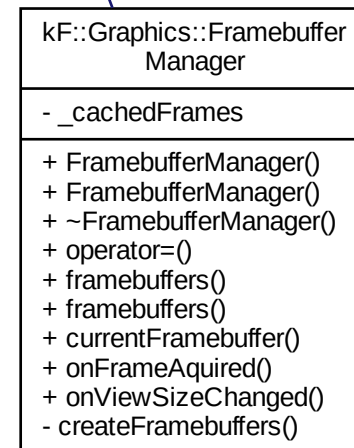 kF::Graphics::Framebuffer
Manager
- _cachedFrames
+ FramebufferManager()
+ FramebufferManager()
+ ~FramebufferManager()
+ operator=()
+ framebuffers()
+ framebuffers()
+ currentFramebuffer()
+ onFrameAquired()
+ onViewSizeChanged()
- createFramebuffers()